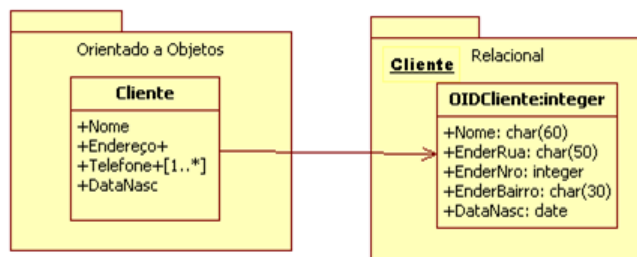 Orientado a Objetos
Cliente
+Nome
+Endereço+
+Telefone+[1..*]
+DataNasc
Relacional
Cliente
OIDCliente:integer
+Nome: char(60)
+EnderRua: char(50)
+EnderNro: integer
+EnderBairro: char(30)
+DataNasc: date